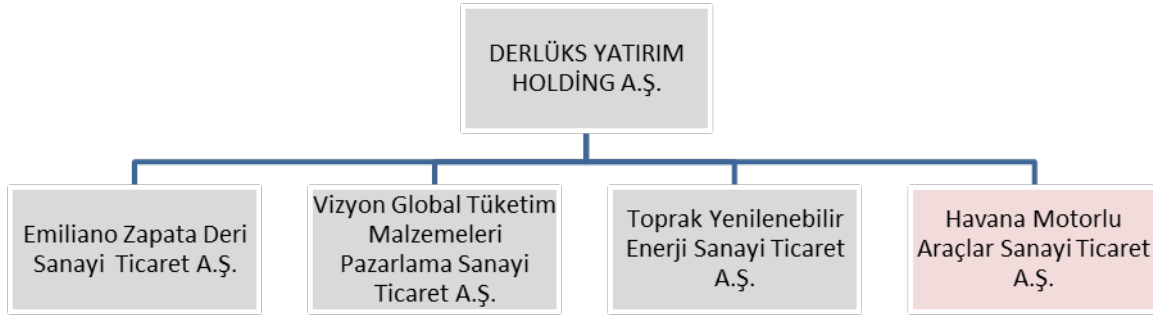 DERLÜKS YATIRIM
HOLDİNG A.Ş.
Emiliano Zapata Deri
Sanayi Ticaret A.Ş.
Vizyon Global Tüketim
Malzemeleri
Pazarlama Sanayi
Ticaret A.Ş.
Toprak Yenilenebilir
Enerji Sanayi Ticaret
A.Ş.
Havana Motorlu
Araçlar Sanayi Ticaret
A.Ş.